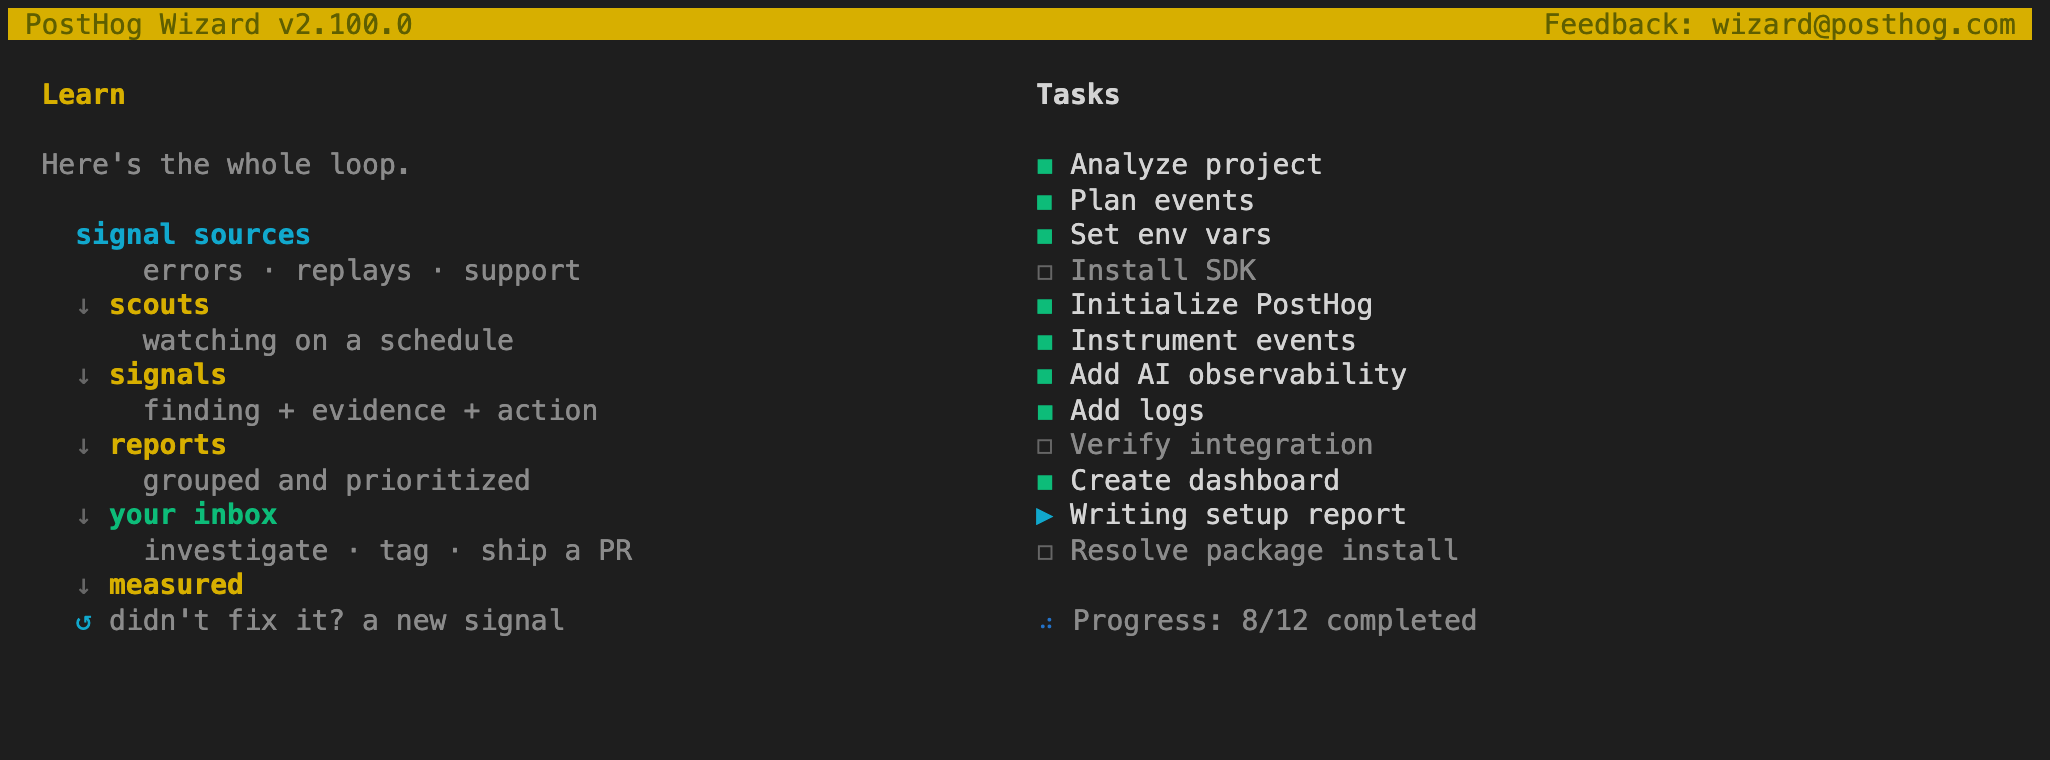 PostHog Wizard v2.100.0
Feedback: wizard@posthog.com
Learn
Here's the whole loop.
signal sources
errors · replays · support
↓ scouts
watching on a schedule
↓ signals
finding + evidence + action
↓ reports
grouped and prioritized
↓ your inbox
investigate · tag · ship a PR
↓ measured
↺ didn't fix it? a new signal
Tasks
■ Analyze project
■ Plan events
■ Set env vars
□ Install SDK
■ Initialize PostHog
■ Instrument events
■ Add AI observability
■ Add logs
□ Verify integration
■ Create dashboard
▶ Writing setup report
□ Resolve package install
Progress: 8/12 completed